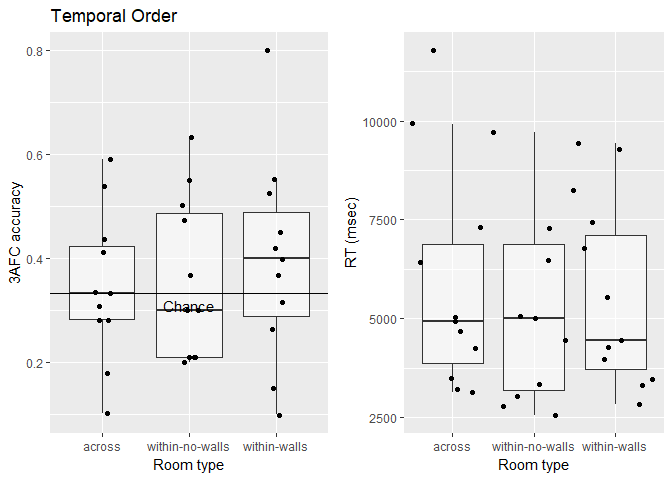 Temporal Order
3AFC accuracy
0.8
0.6
0.4
0.2
Chance
across within-no-walls within-walls
Room type
RT (msec)
10000
7500
5000
2500
across within-no-walls within-walls
Room type